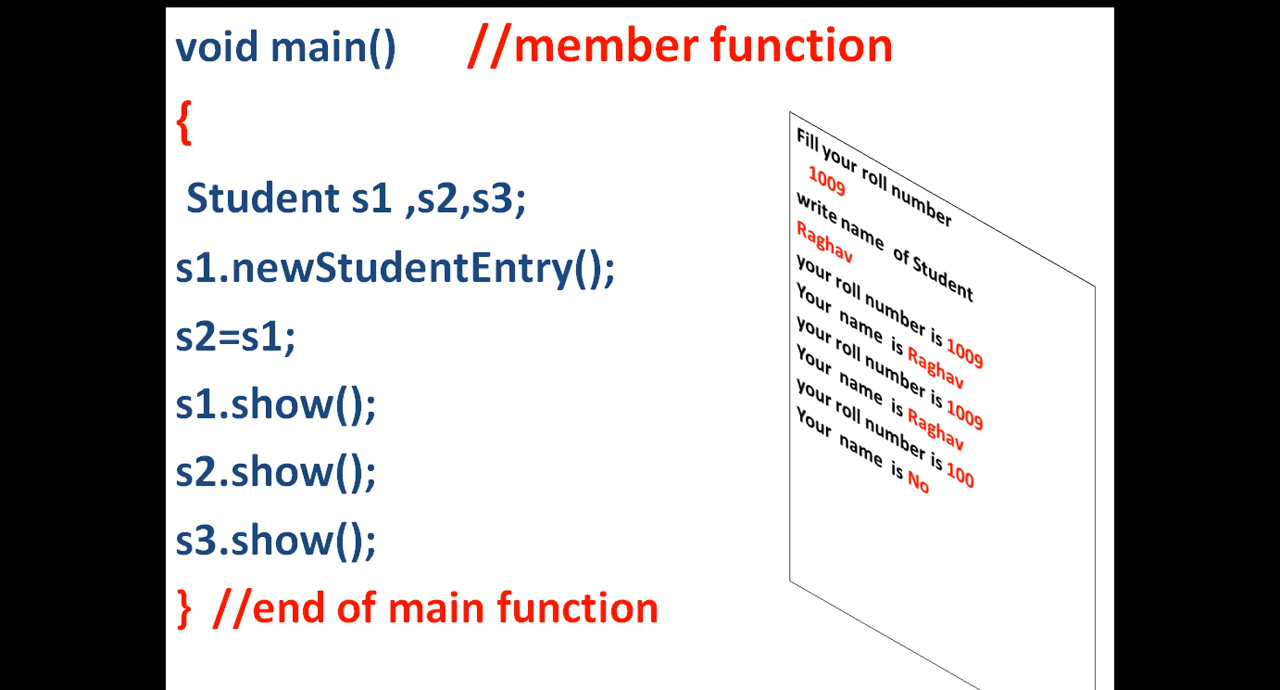 void main() //member function
{
Student s1 ,s2,s3;
s1.newStudentEntry();
s2=s1;
s1.show();
s2.show();
s3.show();
} //end of main function
Fill your roll number
1009
write name of Student
Raghav
your roll number is 1009
Your name is Raghav
your roll number is 1009
Your name is Raghav
your roll number is 100
Your name is No